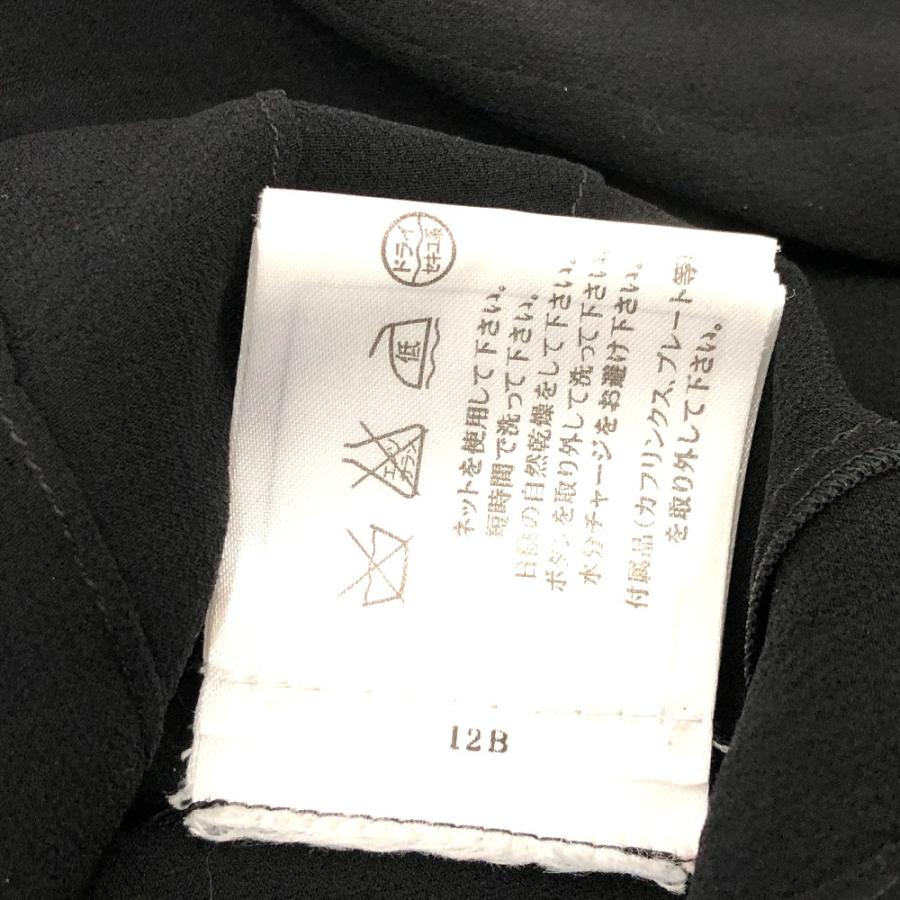 エンソ
サラシ
低
ドライ
セキユ系
ネットを使用して下さい。
短時間で洗って下さい。
日陰の自然乾燥をして下さい。
ボタンを取り外して洗って下さい。
水分チャージをお避け下さい。
付属品(カフリンクス、プレート等)
を取り外して下さい。
12B